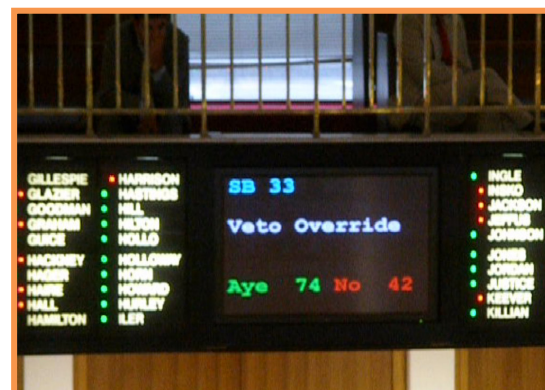 GILLESPIE
GLAZIER
GOODMAN
GRAHAM
GUICE
HACKNEY
HAGER
HAIRE
HALL
HAMILTON
HARRISON
HASTINGS
HILL
HILTON
HOLLO
HOLLOWAY
HORN
HOWARD
HURLEY
ILER
SB 33
Veto Override
Aye 74 No 42
INGLE
INSKO
JACKSON
JEFFUS
JOHNSON
JONES
JORDAN
JUSTICE
KEEVER
KILLIAN